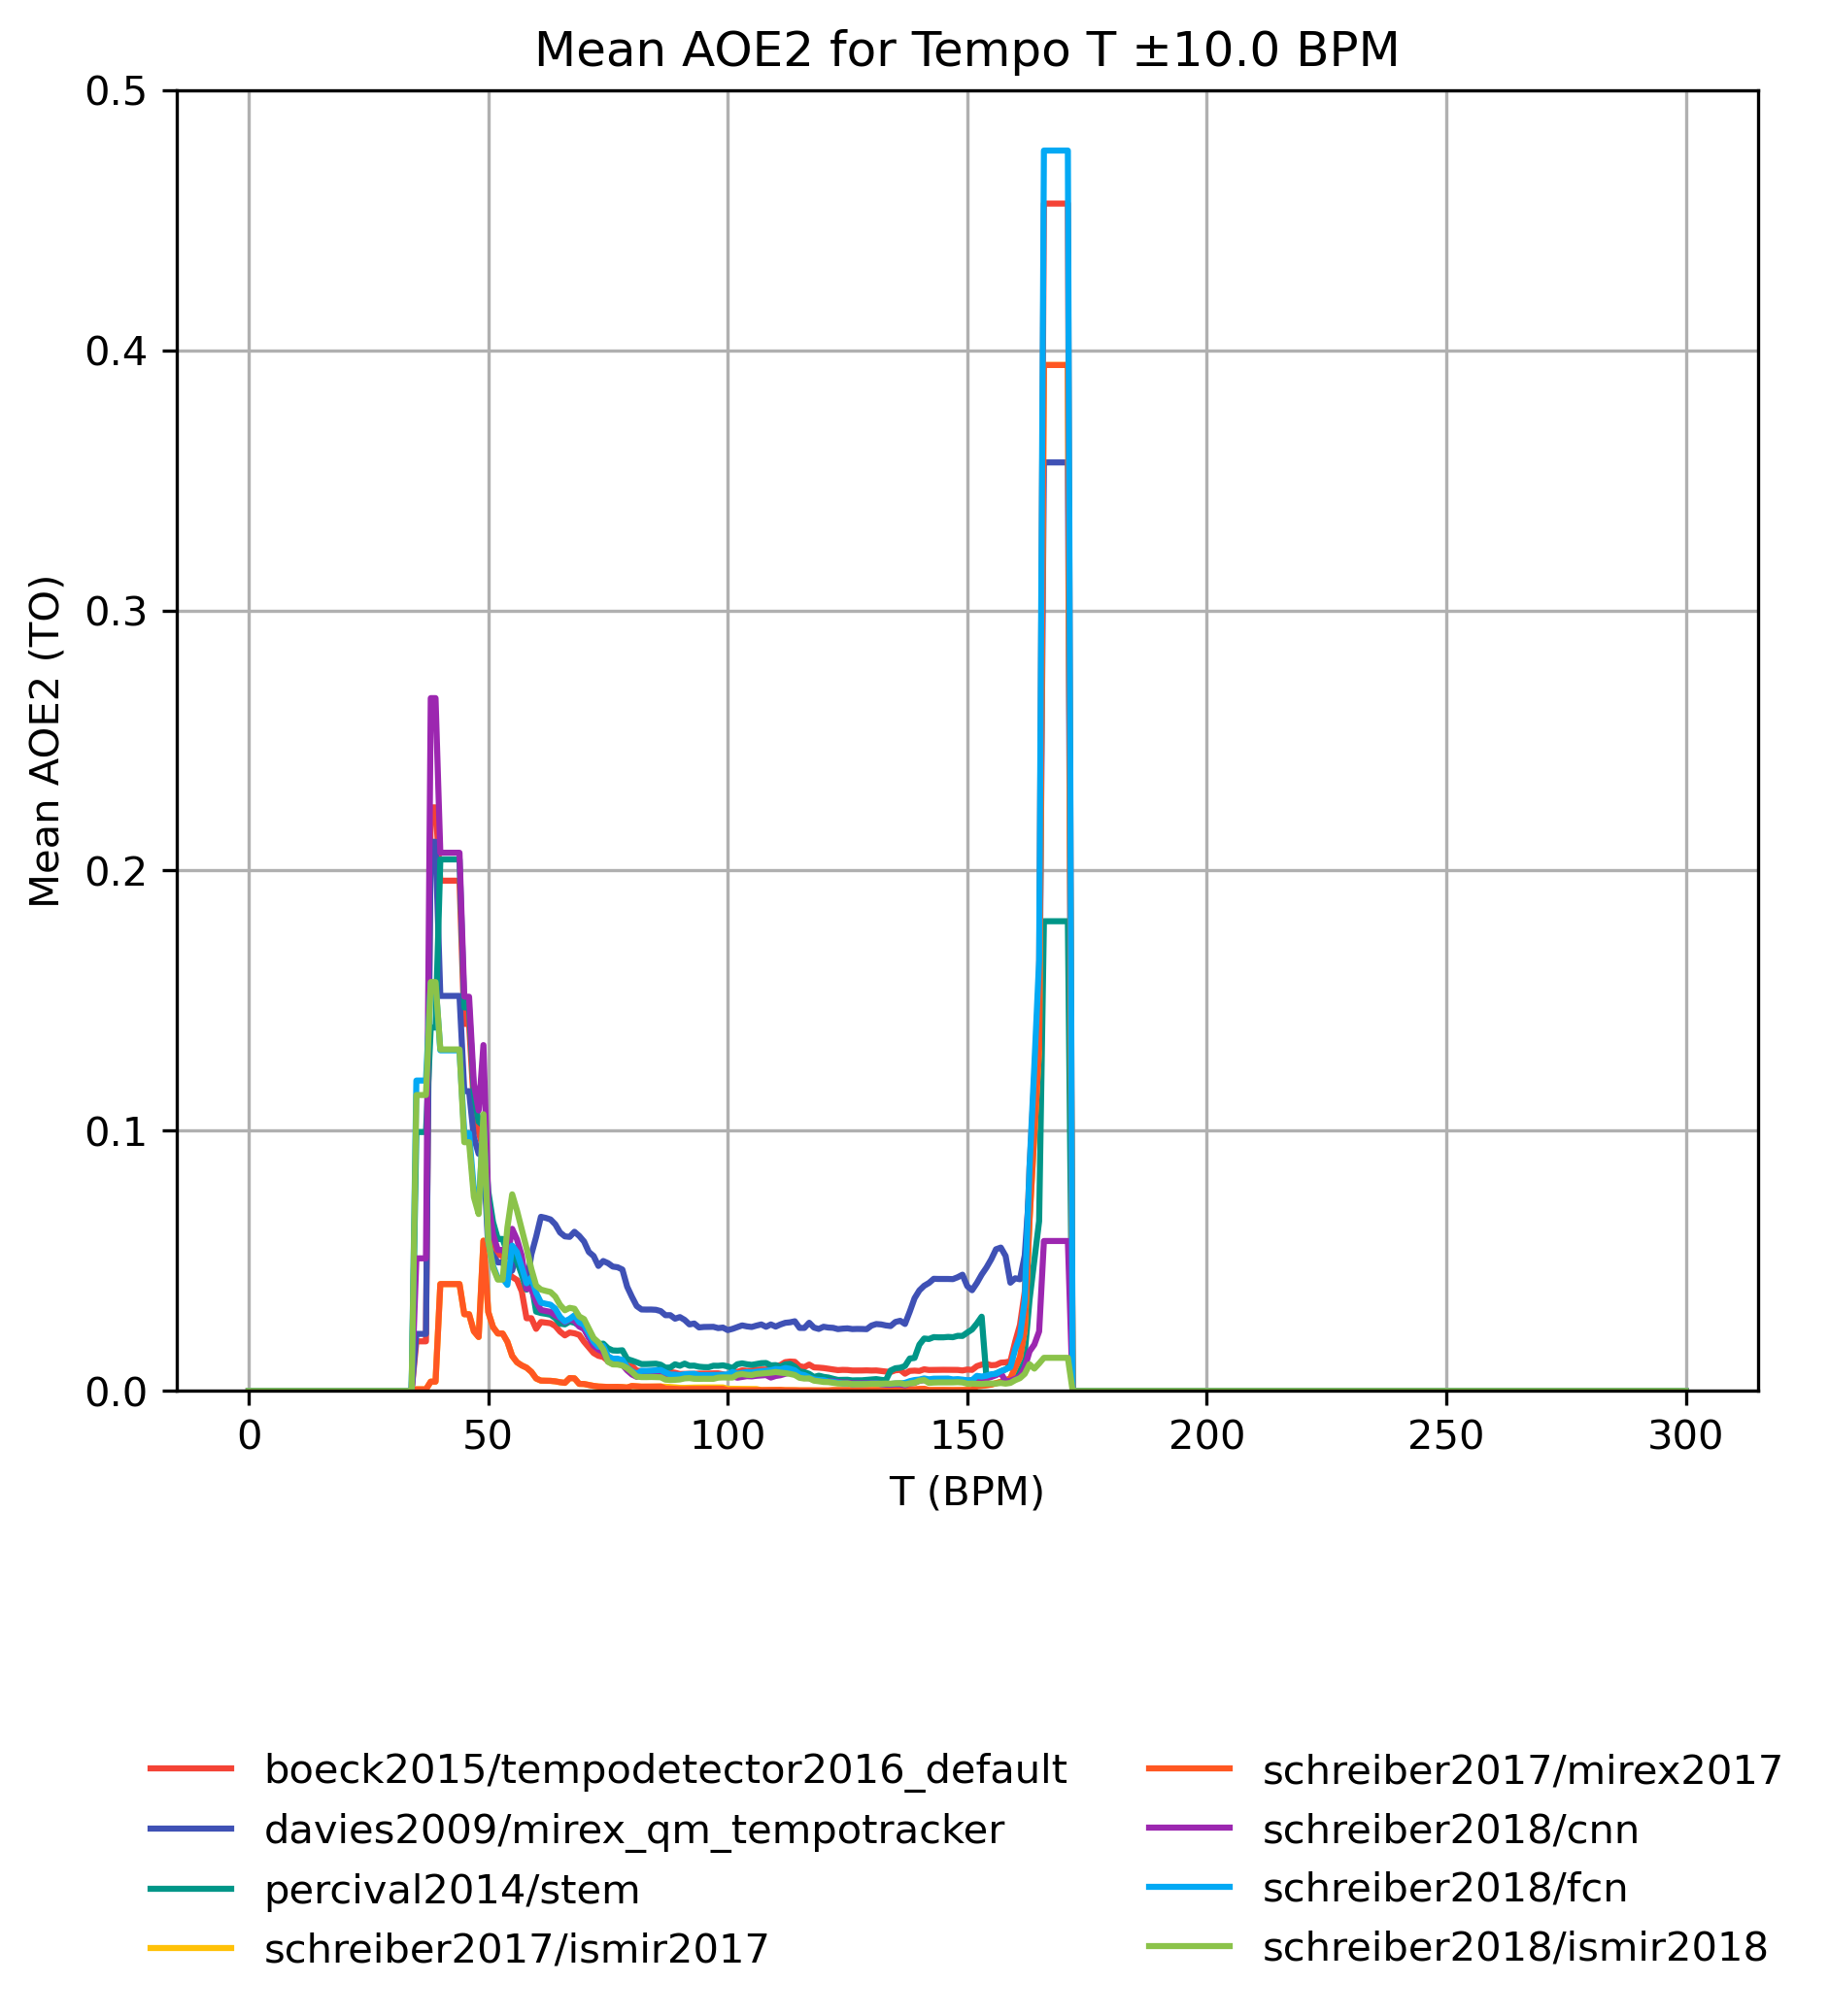 Mean AOE2 for Tempo T ±10.0 BPM
0.5
0.4
0.3
0.2
0.1
0.0
Mean AOE2 (TO)
0 50 100 150 200 250 300
T (BPM)
boeck2015/tempodetector2016_default
davies2009/mirex_qm_tempotracker
percival2014/stem
schreiber2017/ismir2017
schreiber2017/mirex2017
schreiber2018/cnn
schreiber2018/fcn
schreiber2018/ismir2018